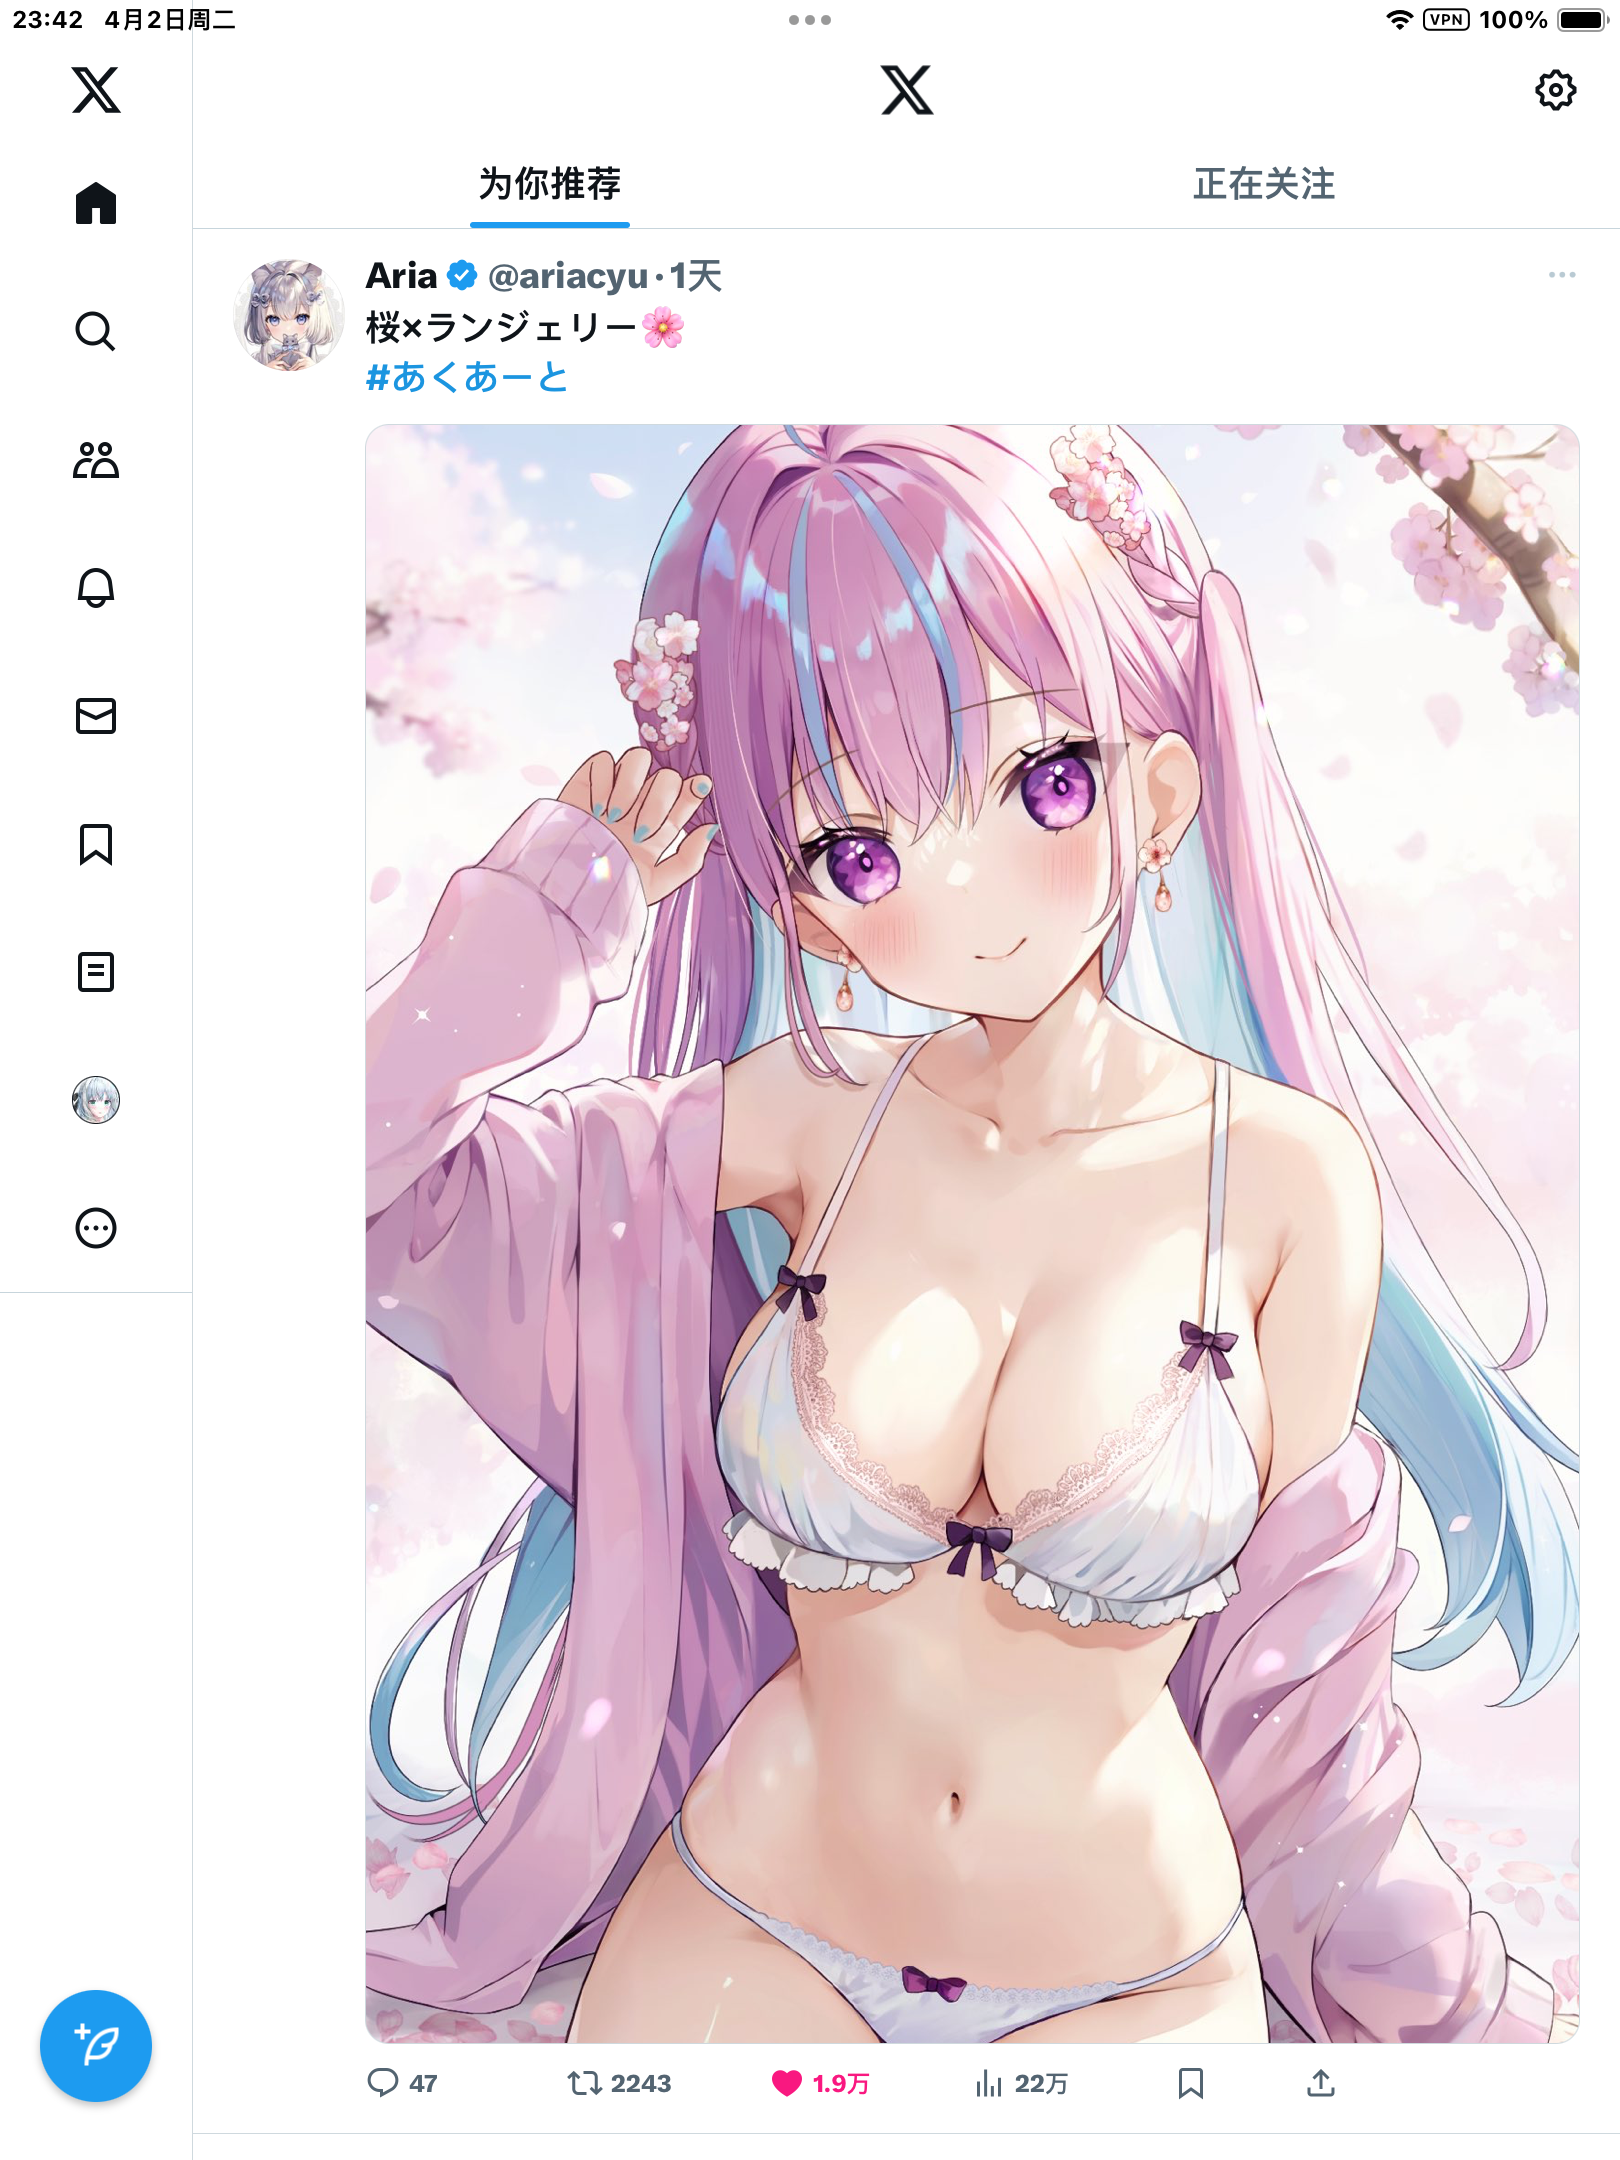 23:42 4月2日周二
VPN 100%
为你推荐
正在关注
Aria @ariacyu·1天
桜×ランジェリー🌸
#あくあーと
47 2243 1.9万 22万